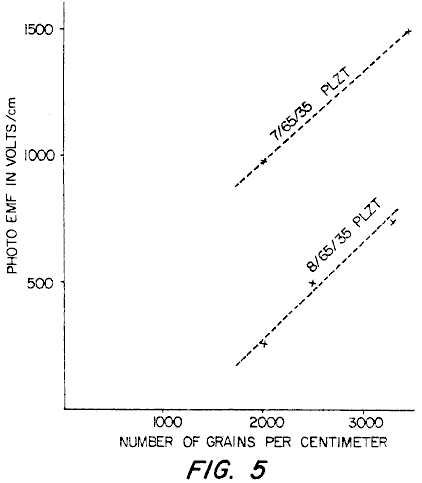 1500
7/65/35 PLZT
1000
PHOTO EMF IN VOLTS/cm
8/65/35 PLZT
500
1000 2000 3000
NUMBER OF GRAINS PER CENTIMETER
FIG. 5